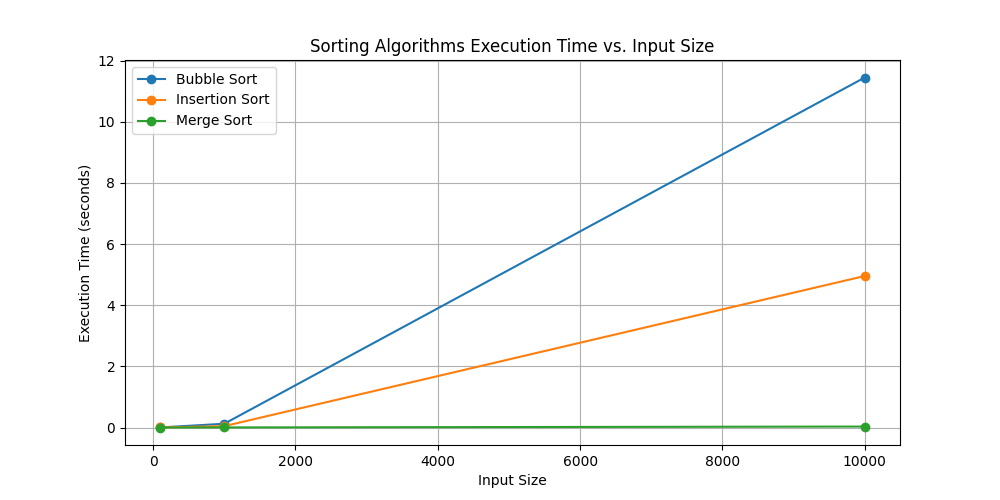 Sorting Algorithms Execution Time vs. Input Size
12
10
8
6
4
2
0
Execution Time (seconds)
Bubble Sort
Insertion Sort
Merge Sort
0 2000 4000 6000 8000 10000
Input Size